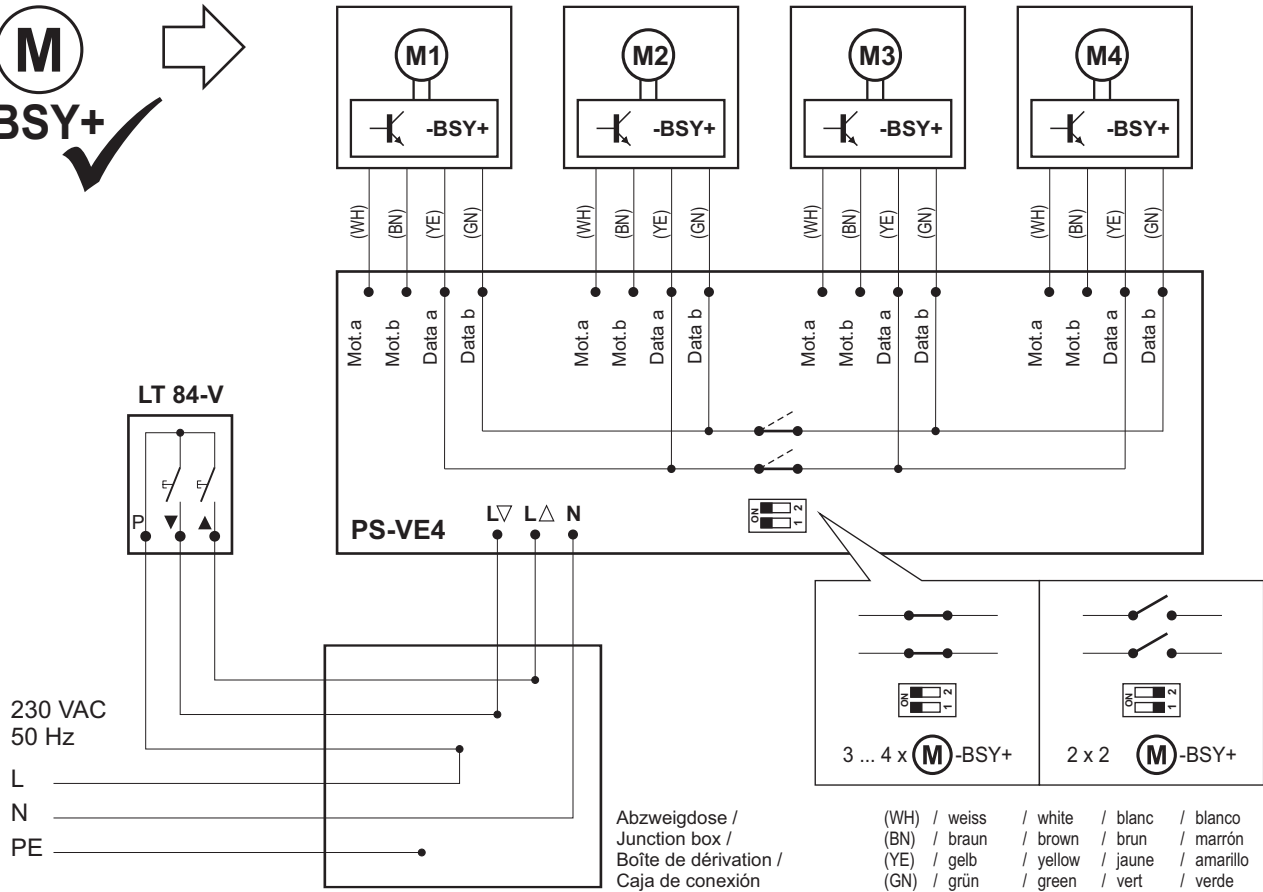 M
BSY+
M1 M2 M3 M4
-BSY+ -BSY+ -BSY+ -BSY+
(WH) (BN) (YE) (GN) (WH) (BN) (YE) (GN) (WH) (BN) (YE) (GN) (WH) (BN) (YE) (GN)
Mot.a Mot.b Data a Data b Mot.a Mot.b Data a Data b Mot.a Mot.b Data a Data b Mot.a Mot.b Data a Data b
LT 84-V
P ▼ ▲
PS-VE4
L▽ L△ N
ON 1 2
ON 1 2
ON 1 2
3 ... 4 x M -BSY+
2 x 2 M -BSY+
230 VAC
50 Hz
L
N
PE
Abzweigdose /
Junction box /
Boîte de dérivation /
Caja de conexión
(WH) / weiss / white / blanc / blanco
(BN) / braun / brown / brun / marrón
(YE) / gelb / yellow / jaune / amarillo
(GN) / grün / green / vert / verde